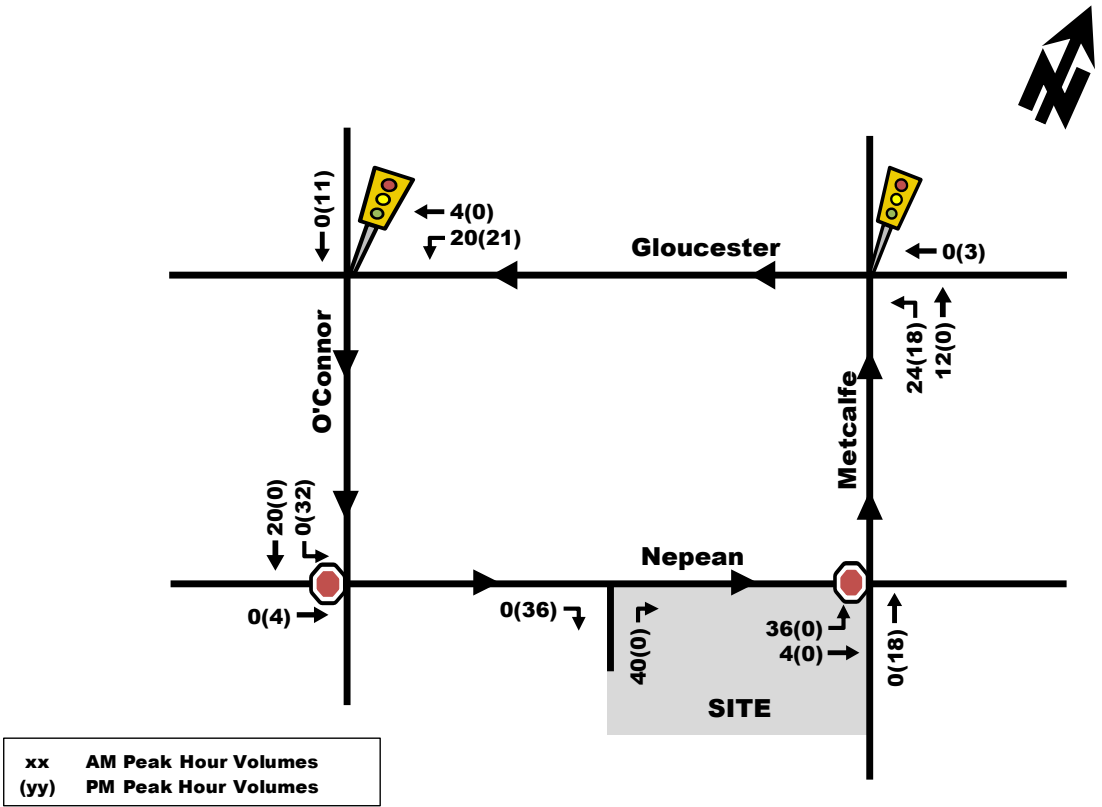 N
0(11)
4(0)
20(21)
Gloucester
0(3)
24(18)
12(0)
O'Connor
Metcalfe
20(0)
0(32)
Nepean
0(4)
0(36)
40(0)
36(0)
4(0)
0(18)
SITE
xx AM Peak Hour Volumes
(yy) PM Peak Hour Volumes